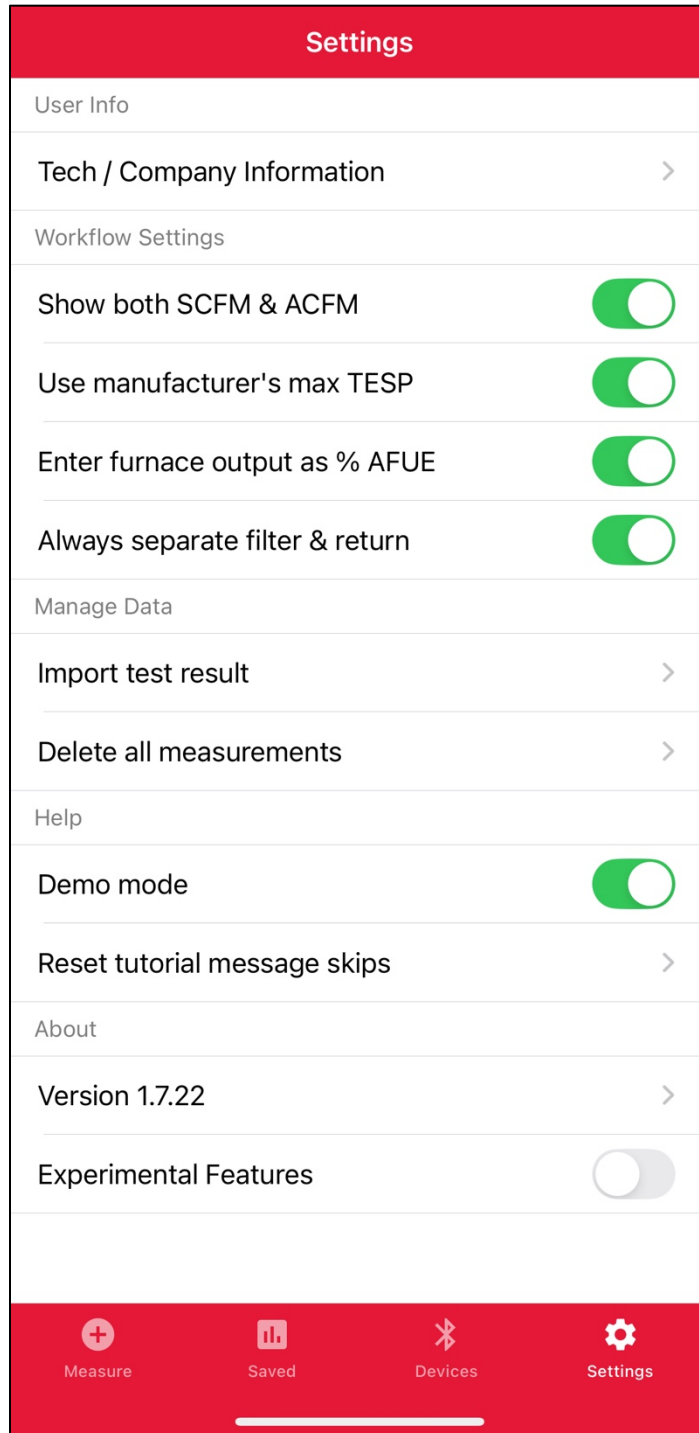 Settings
User Info
Tech / Company Information
Workflow Settings
Show both SCFM & ACFM
Use manufacturer's max TESP
Enter furnace output as % AFUE
Always separate filter & return
Manage Data
Import test result
Delete all measurements
Help
Demo mode
Reset tutorial message skips
About
Version 1.7.22
Experimental Features
Measure
Saved
Devices
Settings